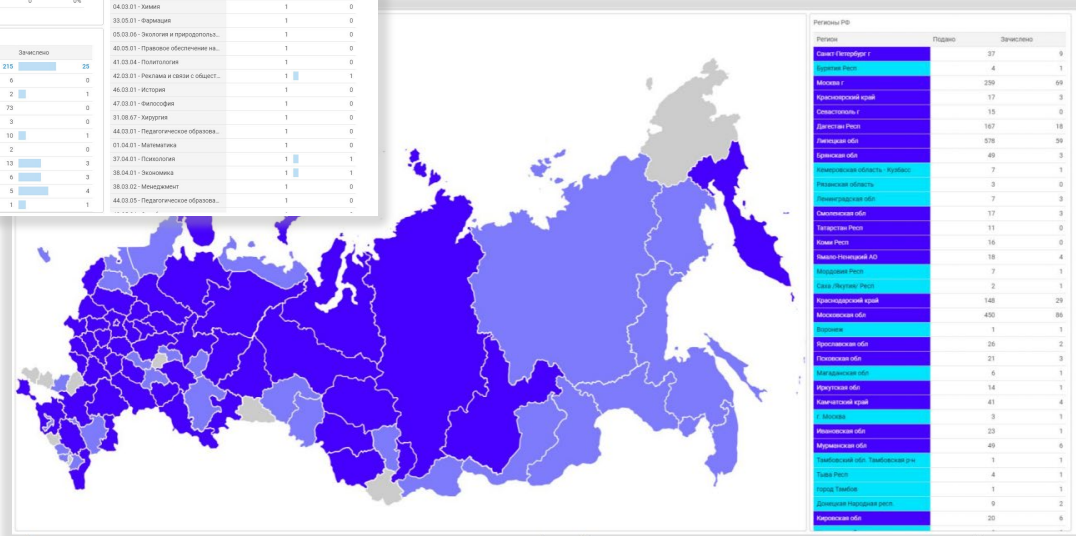 0 0%
Зачислено
215 25
6 0
2 1
73 0
3 0
10 1
2 0
13 3
6 3
5 4
1 1
04.03.01 - Химия 1 0
33.05.01 - Фармация 1 0
05.03.06 - Экология и природопольз... 1 0
40.05.01 - Правовое обеспечение на... 1 0
41.03.04 - Политология 1 0
42.03.01 - Реклама и связи с общест... 1 1
46.03.01 - История 1 0
47.03.01 - Философия 1 0
31.08.67 - Хирургия 1 0
44.03.01 - Педагогическое образова... 1 0
01.04.01 - Математика 1 0
37.04.01 - Психология 1 1
38.04.01 - Экономика 1 1
38.03.02 - Менеджмент 1 0
44.03.05 - Педагогическое образова... 1 0
Регионы РФ
Регион Подано Зачислено
Санкт-Петербург г 37 9
Бурятия Респ 4 1
Москва г 259 69
Красноярский край 17 3
Севастополь г 15 0
Дагестан Респ 167 18
Липецкая обл 578 59
Брянская обл 49 3
Кемеровская область - Кузбасс 7 1
Рязанская область 3 0
Ленинградская обл 7 3
Смоленская обл 17 3
Татарстан Респ 11 0
Коми Респ 16 0
Ямало-Ненецкий АО 18 4
Мордовия Респ 7 1
Саха /Якутия/ Респ 2 1
Краснодарский край 148 29
Московская обл 450 86
Воронеж 1 1
Ярославская обл 26 2
Псковская обл 21 3
Магаданская обл 6 1
Иркутская обл 14 1
Камчатский край 41 4
г. Москва 3 1
Ивановская обл 23 1
Мурманская обл 49 6
Тамбовский обл. Тамбовская р-н 1 1
Тыва Респ 4 1
город Тамбов 1 1
Донецкая Народная респ 9 2
Кировская обл 20 6